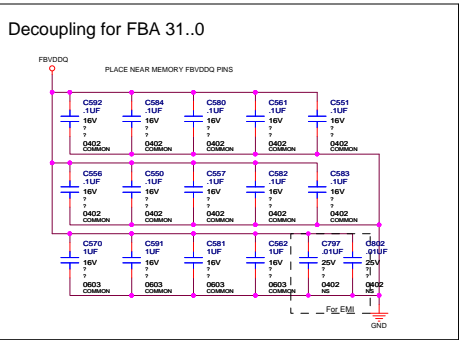 Decoupling for FBA 31..0
FBVDDQ
PLACE NEAR MEMORY FBVDDQ PINS
C592 C584 C580 C561 C551
.1UF .1UF .1UF .1UF .1UF
16V 16V 16V 16V 16V
? ? ? ? ?
? ? ? ? ?
0402 0402 0402 0402 0402
COMMON COMMON COMMON COMMON COMMON
C556 C550 C557 C582 C583
.1UF .1UF .1UF .1UF .1UF
16V 16V 16V 16V 16V
? ? ? ? ?
? ? ? ? ?
0402 0402 0402 0402 0402
COMMON COMMON COMMON COMMON COMMON
C570 C591 C581 C562 C797 C802
1UF 1UF 1UF 1UF .01UF .01UF
16V 16V 16V 16V 25V 25V
? ? ? ? ? ?
? ? ? ? ? ?
0603 0603 0603 0603 0402 0402
COMMON COMMON COMMON COMMON NS NS
For EMI
GND